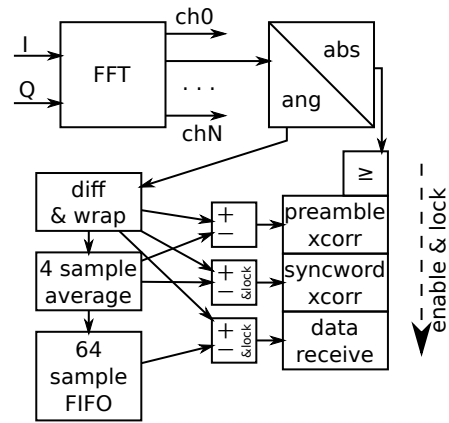 I
Q
FFT
ch0
. . .
chN
abs
ang
≥
diff
& wrap
4 sample
average
64
sample
FIFO
+
−
+
−
&lock
+
−
&lock
preamble
xcorr
syncword
xcorr
data
receive
enable & lock